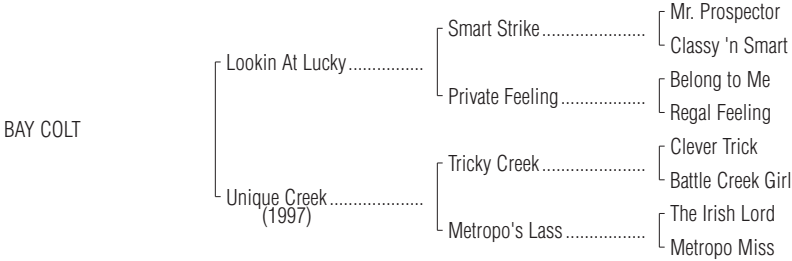 Mr. Prospector
Smart Strike......................
Classy 'n Smart
Lookin At Lucky................
Belong to Me
Private Feeling..................
Regal Feeling
BAY COLT
Clever Trick
Tricky Creek......................
Battle Creek Girl
Unique Creek....................
(1997)
The Irish Lord
Metropo's Lass.................
Metropo Miss